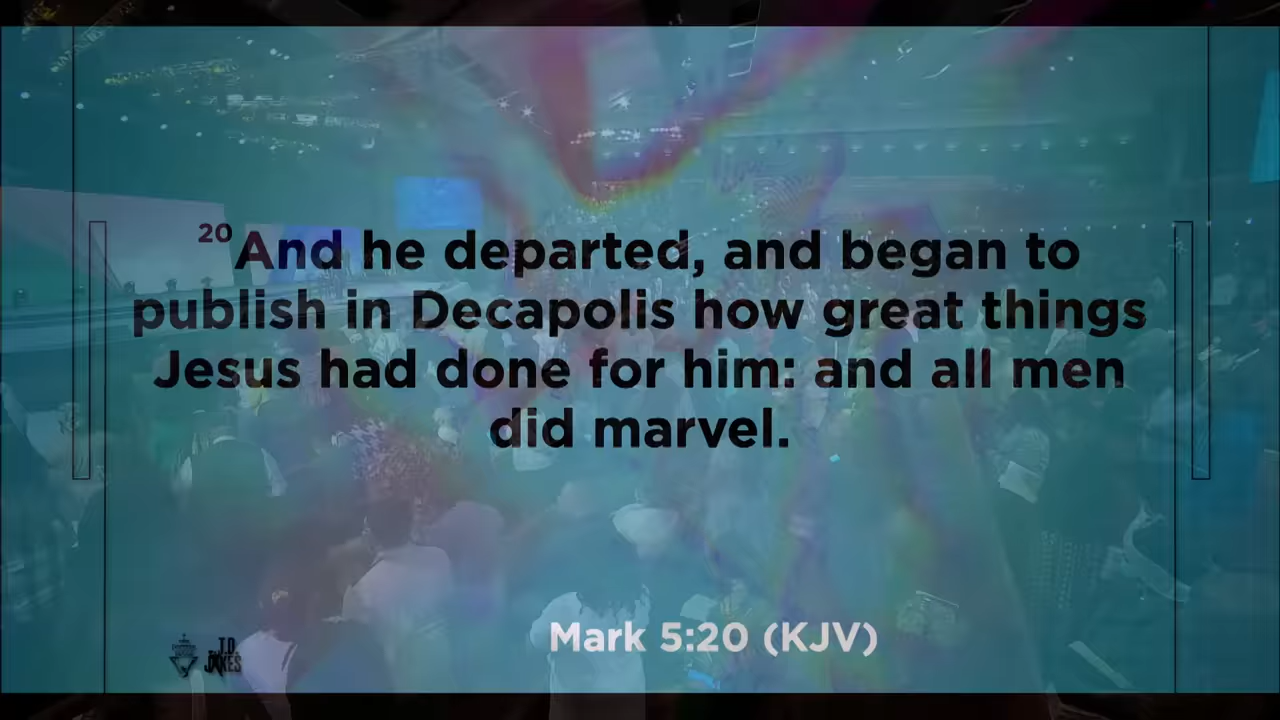 20And he departed, and began to
publish in Decapolis how great things
Jesus had done for him: and all men
did marvel.
Mark 5:20 (KJV)
T.D.
JAKES